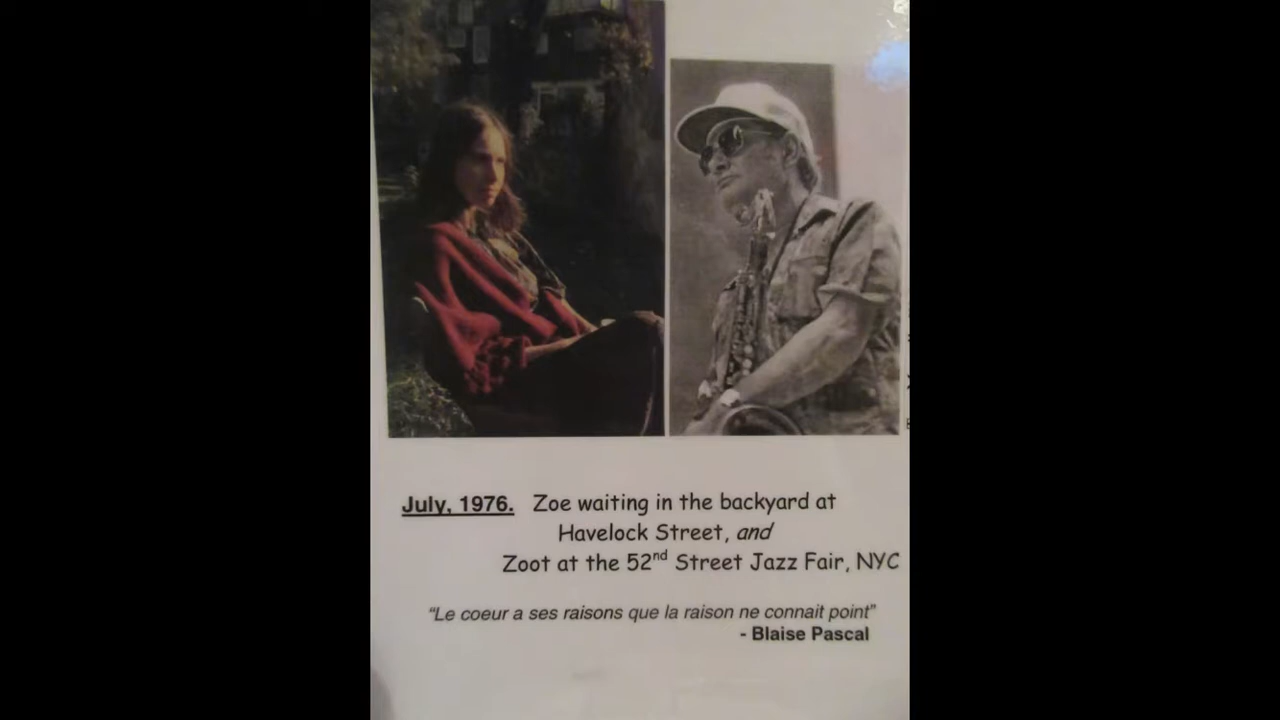 July, 1976. Zoe waiting in the backyard at
Havelock Street, and
Zoot at the 52nd Street Jazz Fair, NYC
"Le coeur a ses raisons que la raison ne connait point"
- Blaise Pascal